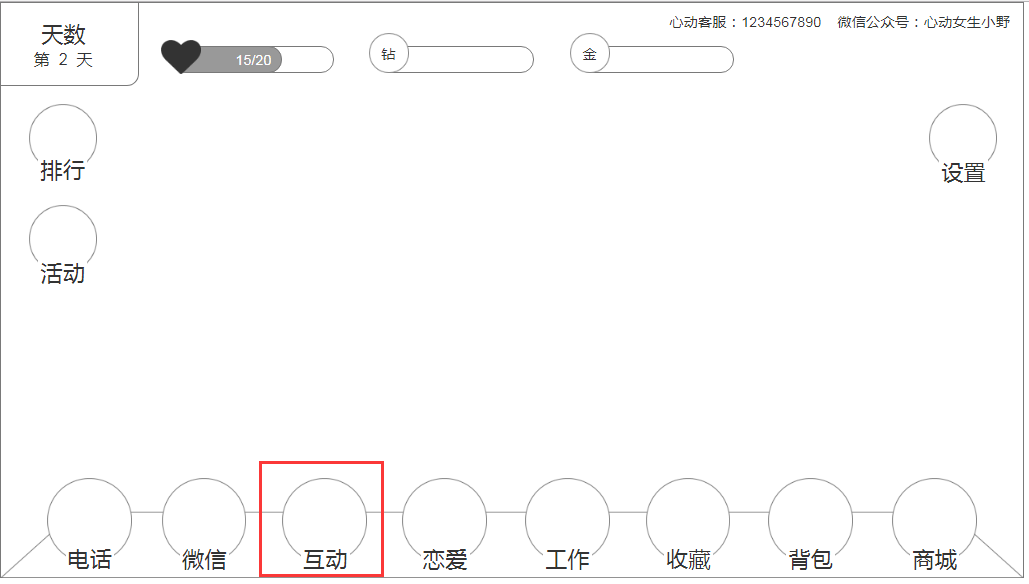 天数
第 2 天
15/20
钻
金
心动客服：1234567890 微信公众号：心动女生小野
排行
设置
活动
电话
微信
互动
恋爱
工作
收藏
背包
商城